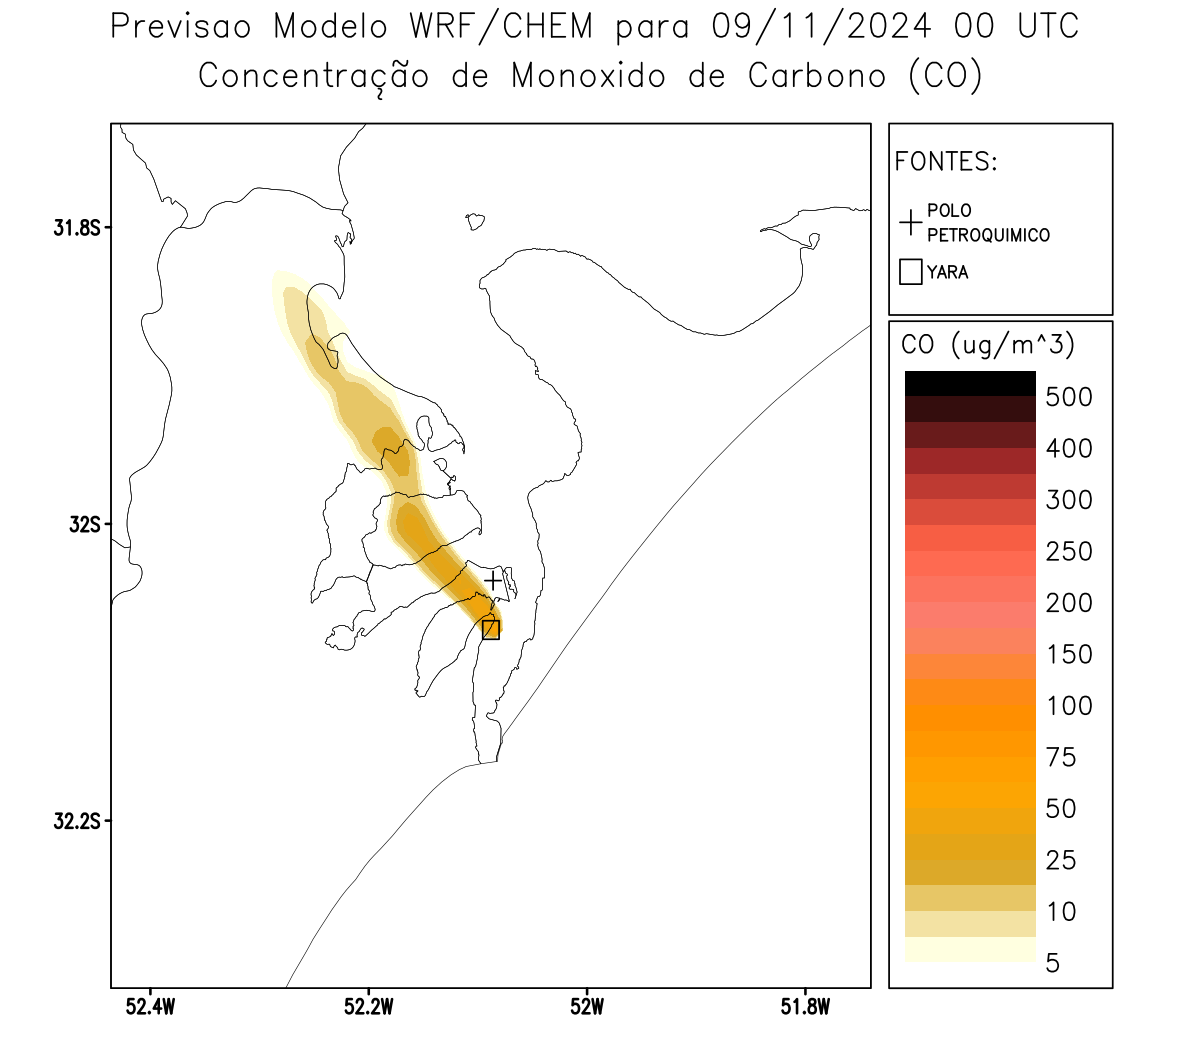 Previsao Modelo WRF/CHEM para 09/11/2024 00 UTC
Concentração de Monoxido de Carbono (CO)
FONTES:
POLO
PETROQUIMICO
YARA
31.8S
32S
32.2S
52.4W
52.2W
52W
51.8W
CO (ug/m^3)
500
400
300
250
200
150
100
75
50
25
10
5